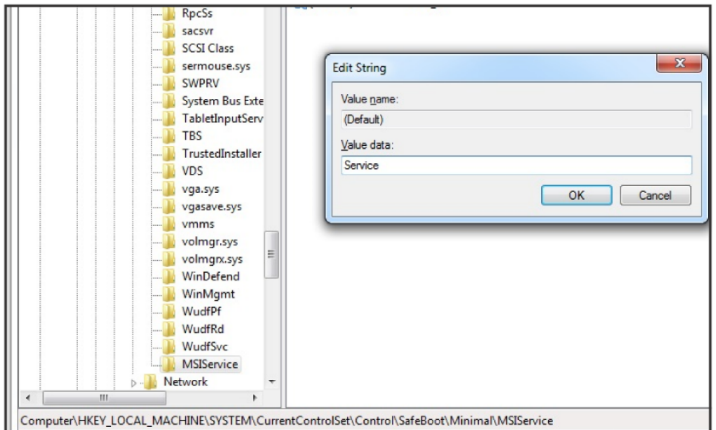 RpcSs
sacsvr
SCSI Class
sermouse.sys
SWPRV
System Bus Exte
TabletInputServ
TBS
TrustedInstaller
VDS
vga.sys
vgasave.sys
vmms
volmgr.sys
volmgrx.sys
WinDefend
WinMgmt
WudfPf
WudfRd
WudfSvc
MSIService
Network
Edit String
Value name:
(Default)
Value data:
Service
OK Cancel
Computer\HKEY_LOCAL_MACHINE\SYSTEM\CurrentControlSet\Control\SafeBoot\Minimal\MSIService